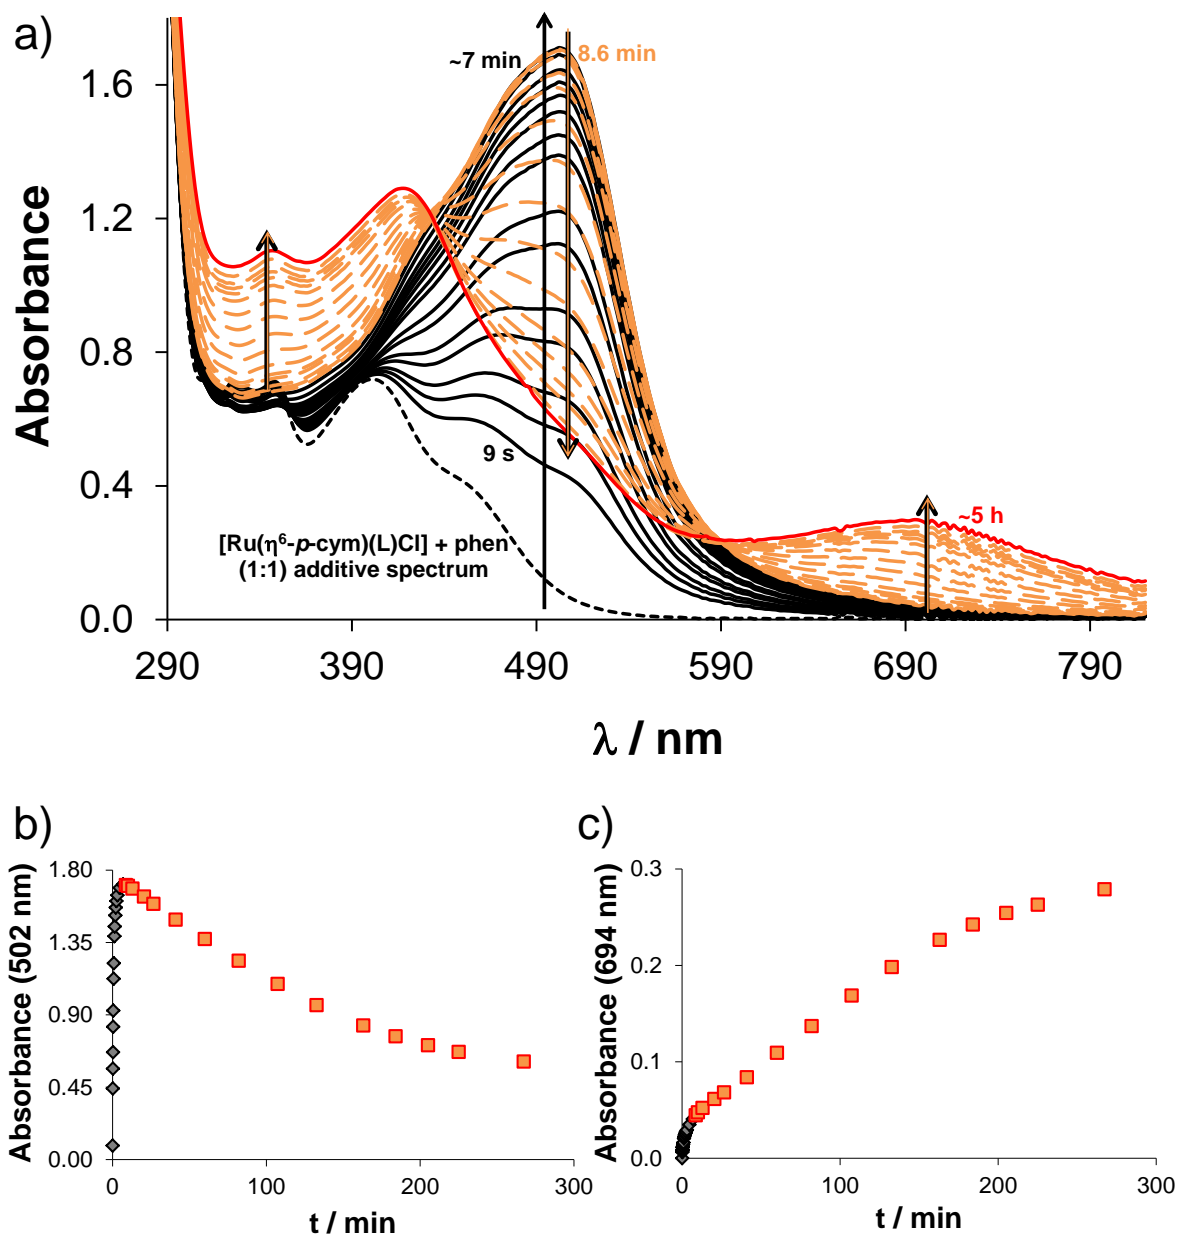 a)
Absorbance
1.6
1.2
0.8
0.4
0.0
~7 min
8.6 min
9 s
[Ru(η⁶-p-cym)(L)Cl] + phen
(1:1) additive spectrum
~5 h
290
390
490
590
690
790
λ / nm
b)
Absorbance (502 nm)
1.80
1.35
0.90
0.45
0.00
0
100
200
300
t / min
c)
Absorbance (694 nm)
0.3
0.2
0.1
0.0
0
100
200
300
t / min